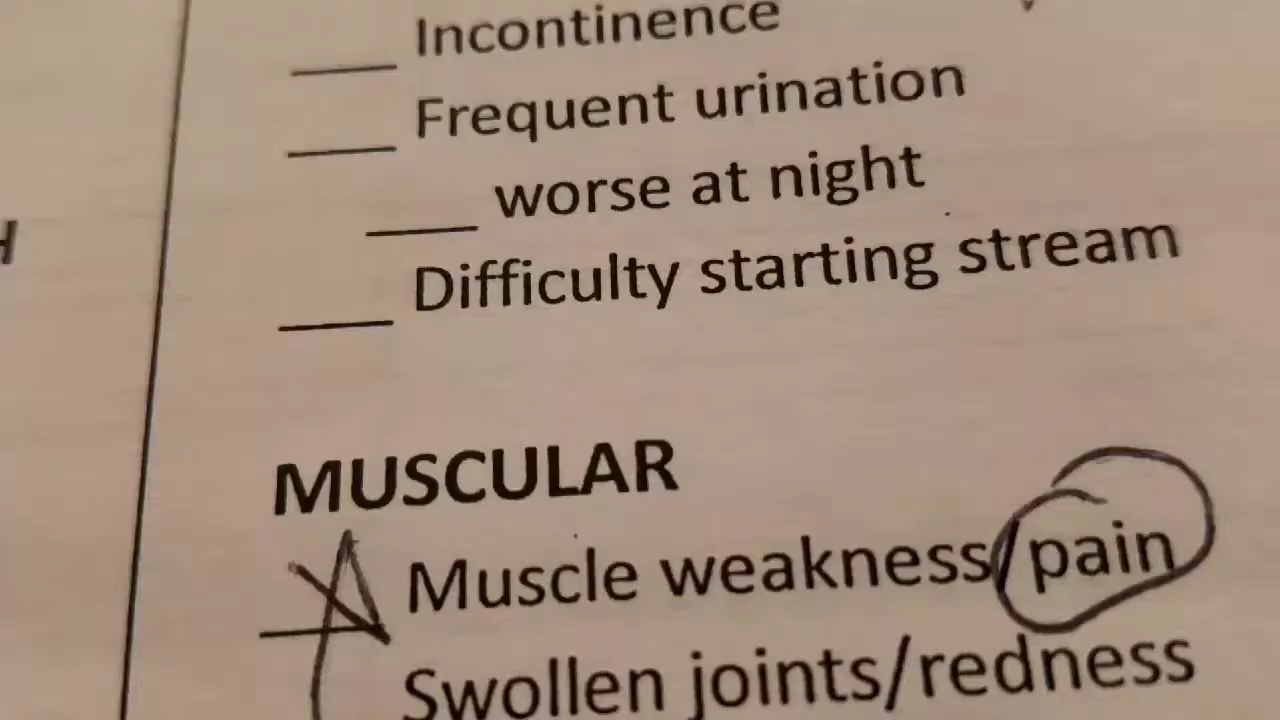 Incontinence
Frequent urination
worse at night
Difficulty starting stream
MUSCULAR
Muscle weakness/pain
Swollen joints/redness